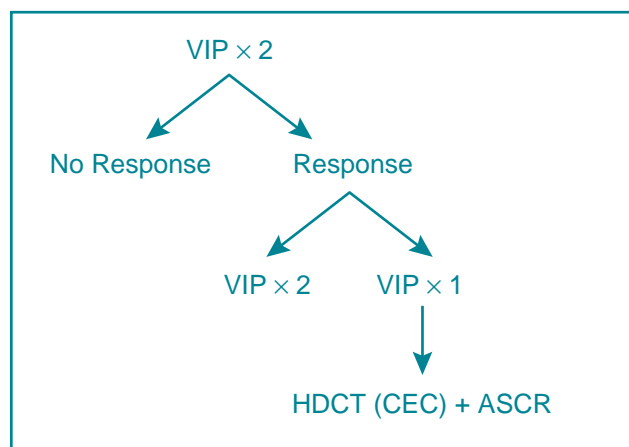 VIP × 2
No Response Response
VIP × 2 VIP × 1
HDCT (CEC) + ASCR